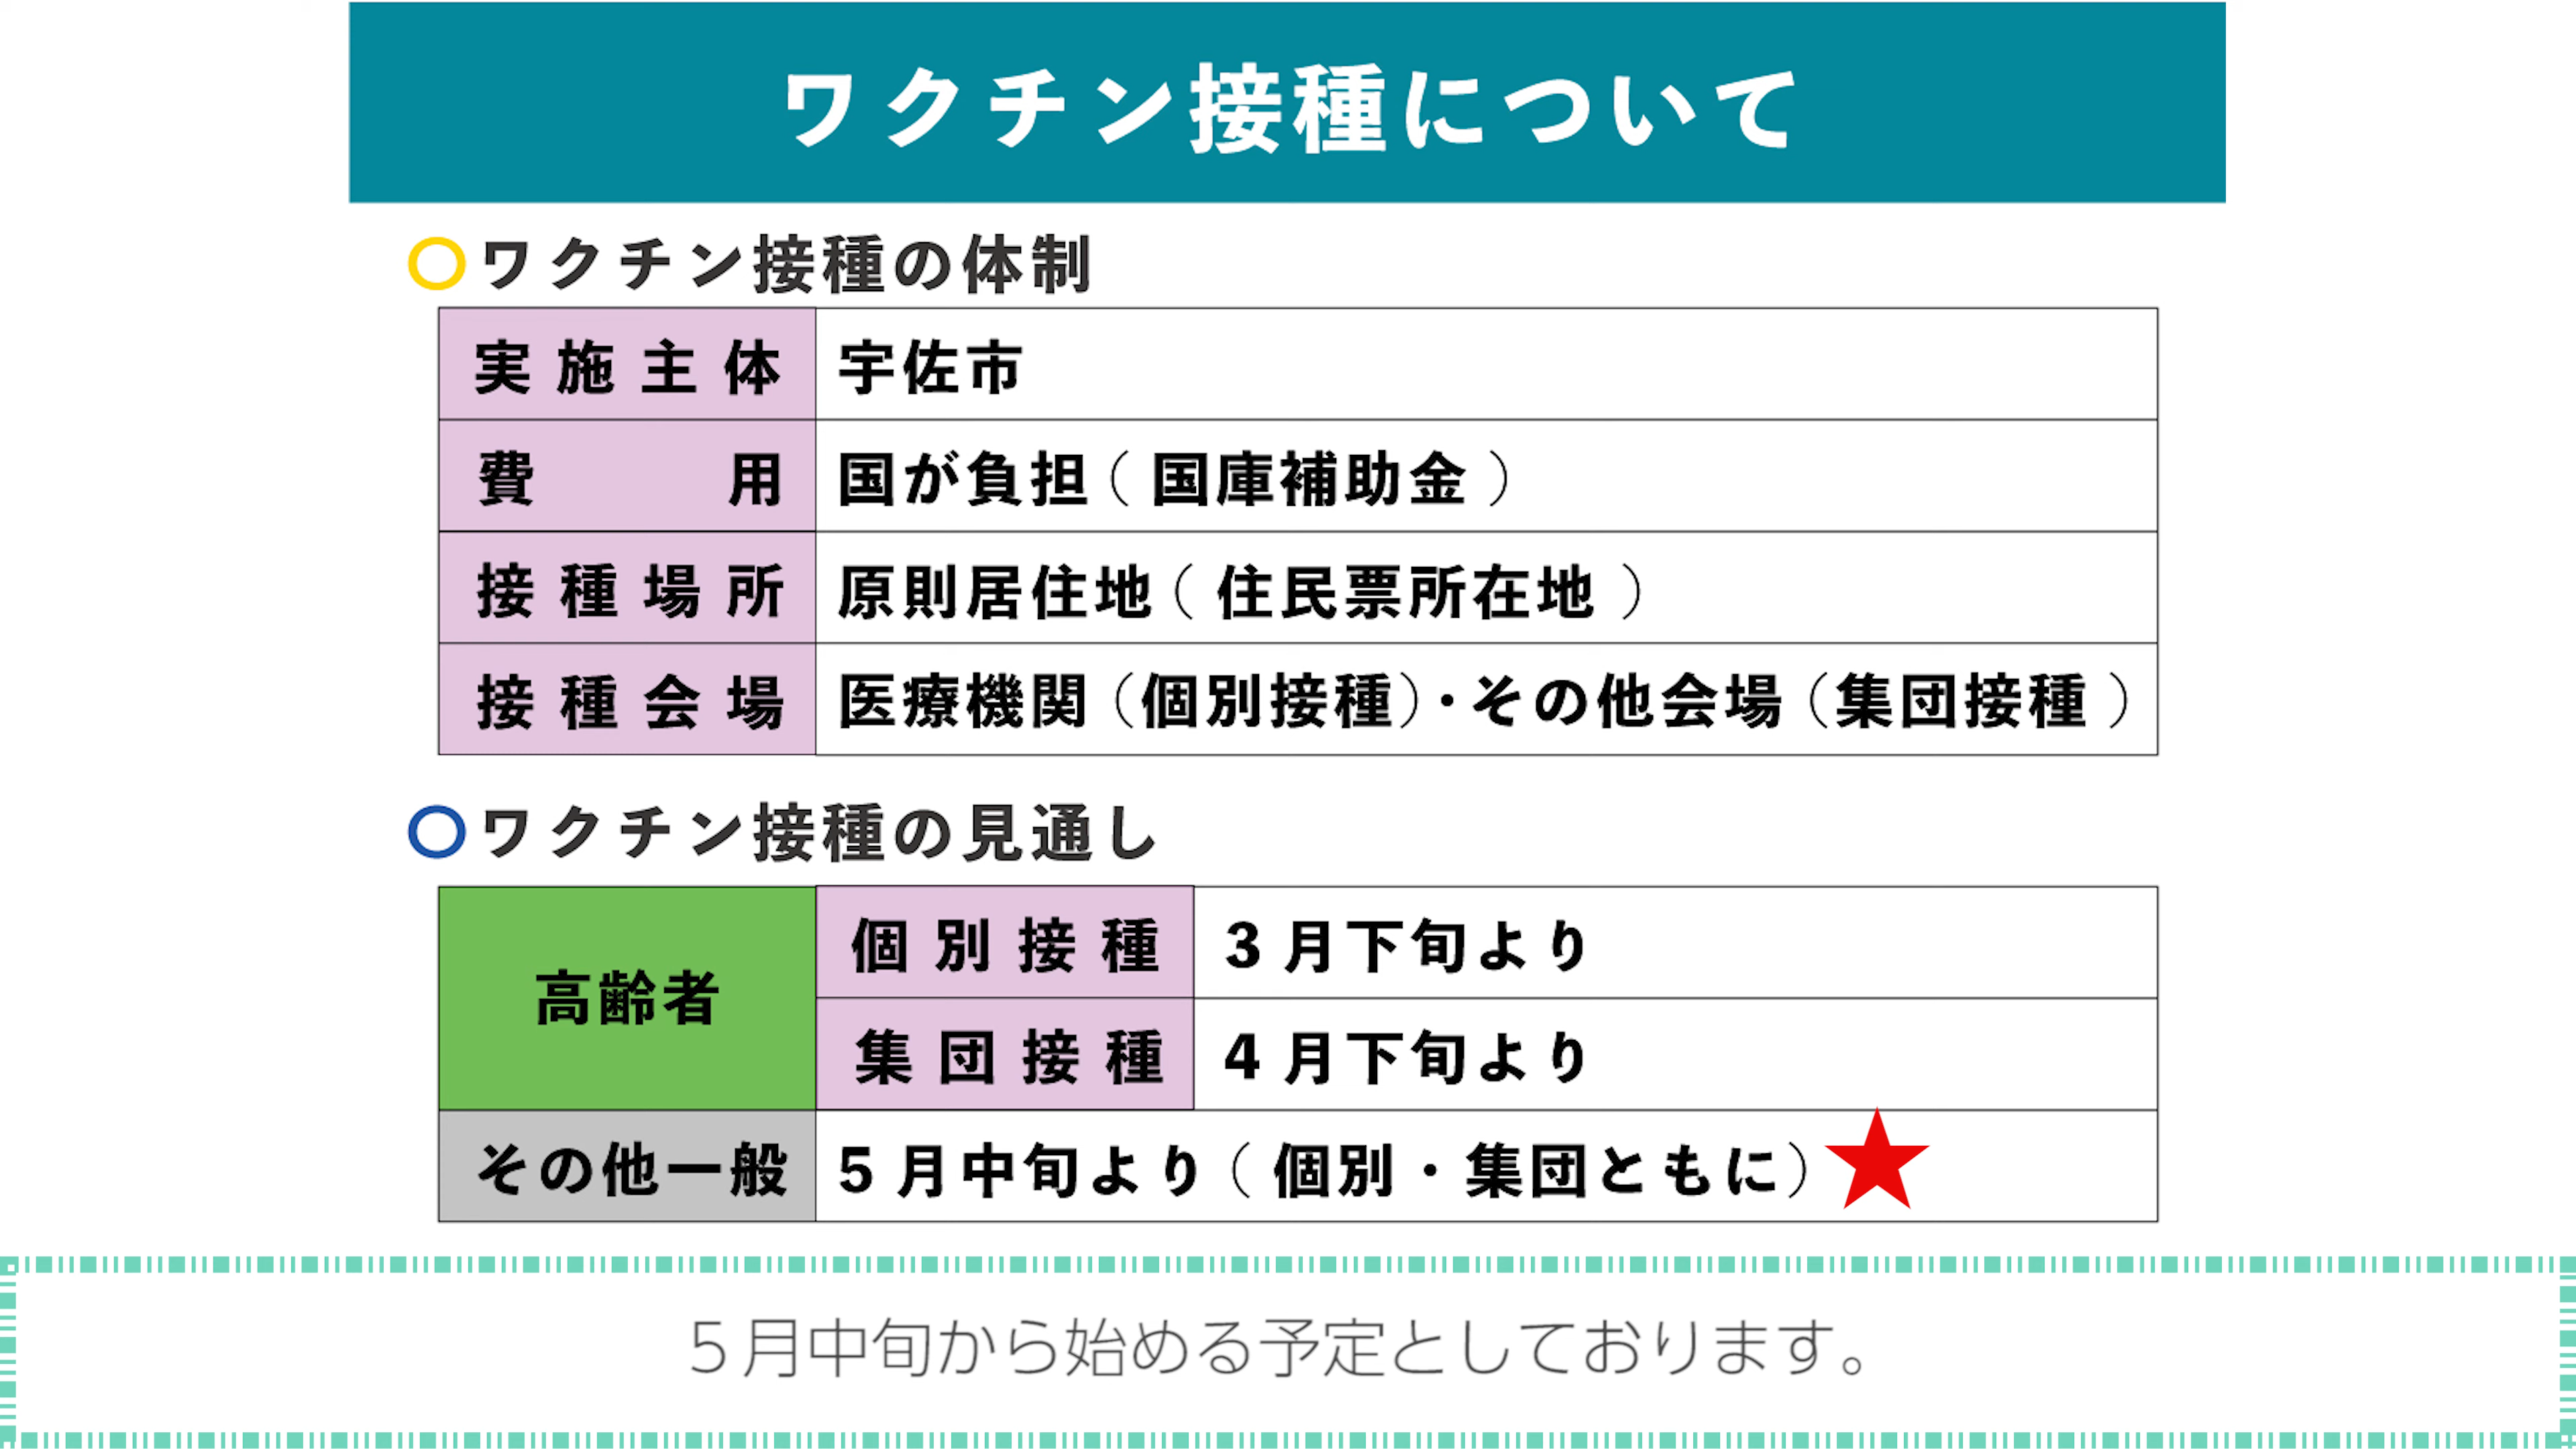 ワクチン接種について
〇ワクチン接種の体制
実施主体 宇佐市
費用 国が負担（国庫補助金）
接種場所 原則居住地（住民票所在地）
接種会場 医療機関（個別接種）・その他会場（集団接種）
〇ワクチン接種の見通し
高齢者
個別接種 3月下旬より
集団接種 4月下旬より
その他一般 5月中旬より（個別・集団ともに）★
５月中旬から始める予定としております。